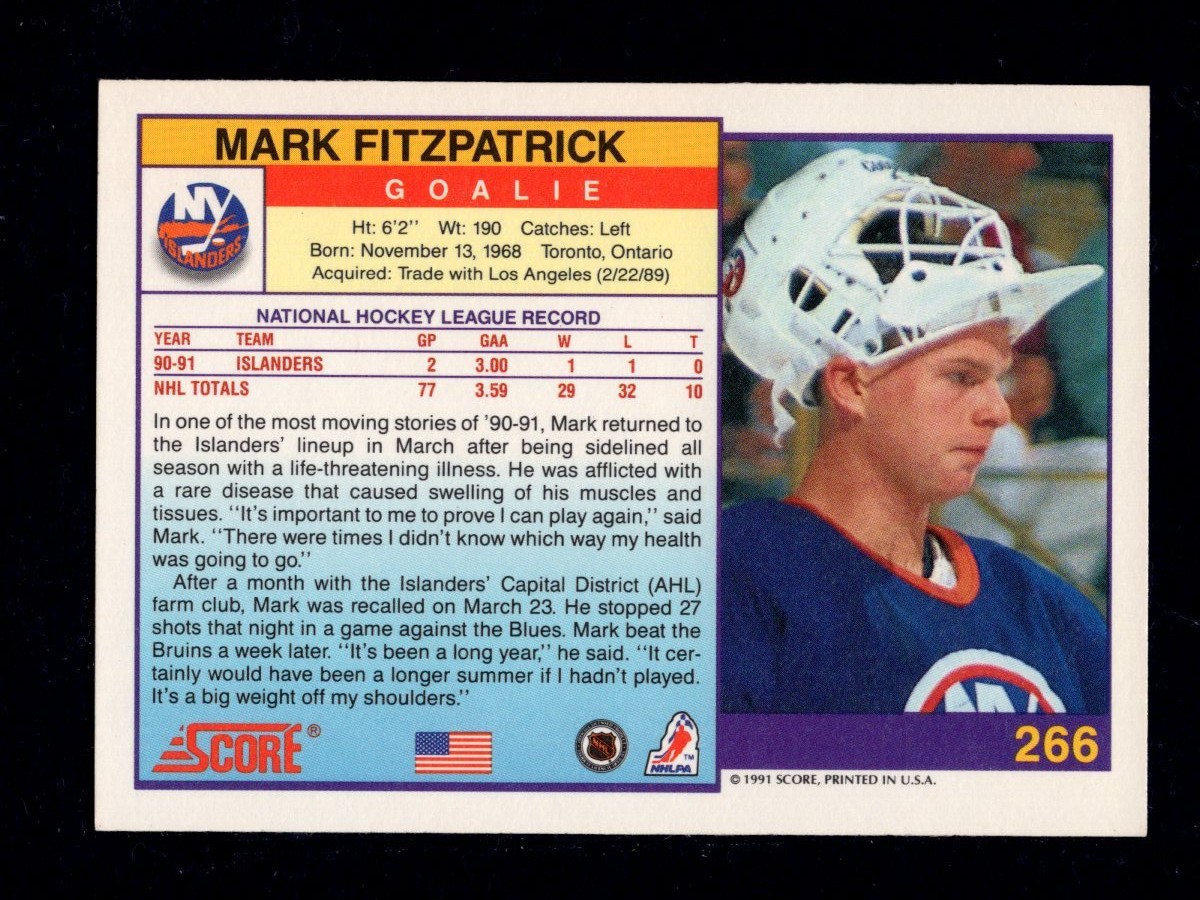 MARK FITZPATRICK
GOALIE
NY
ISLANDERS
Ht: 6'2'' Wt: 190 Catches: Left
Born: November 13, 1968 Toronto, Ontario
Acquired: Trade with Los Angeles (2/22/89)
NATIONAL HOCKEY LEAGUE RECORD
YEAR TEAM GP GAA W L T
90-91 ISLANDERS 2 3.00 1 1 0
NHL TOTALS 77 3.59 29 32 10
In one of the most moving stories of '90-91, Mark returned to
the Islanders' lineup in March after being sidelined all
season with a life-threatening illness. He was afflicted with
a rare disease that caused swelling of his muscles and
tissues. ''It's important to me to prove I can play again,'' said
Mark. ''There were times I didn't know which way my health
was going to go.''
After a month with the Islanders' Capital District (AHL)
farm club, Mark was recalled on March 23. He stopped 27
shots that night in a game against the Blues. Mark beat the
Bruins a week later. ''It's been a long year,'' he said. ''It cer-
tainly would have been a longer summer if I hadn't played.
It's a big weight off my shoulders.''
SCORE®
NHL
NHLPA
TM
266
© 1991 SCORE, PRINTED IN U.S.A.